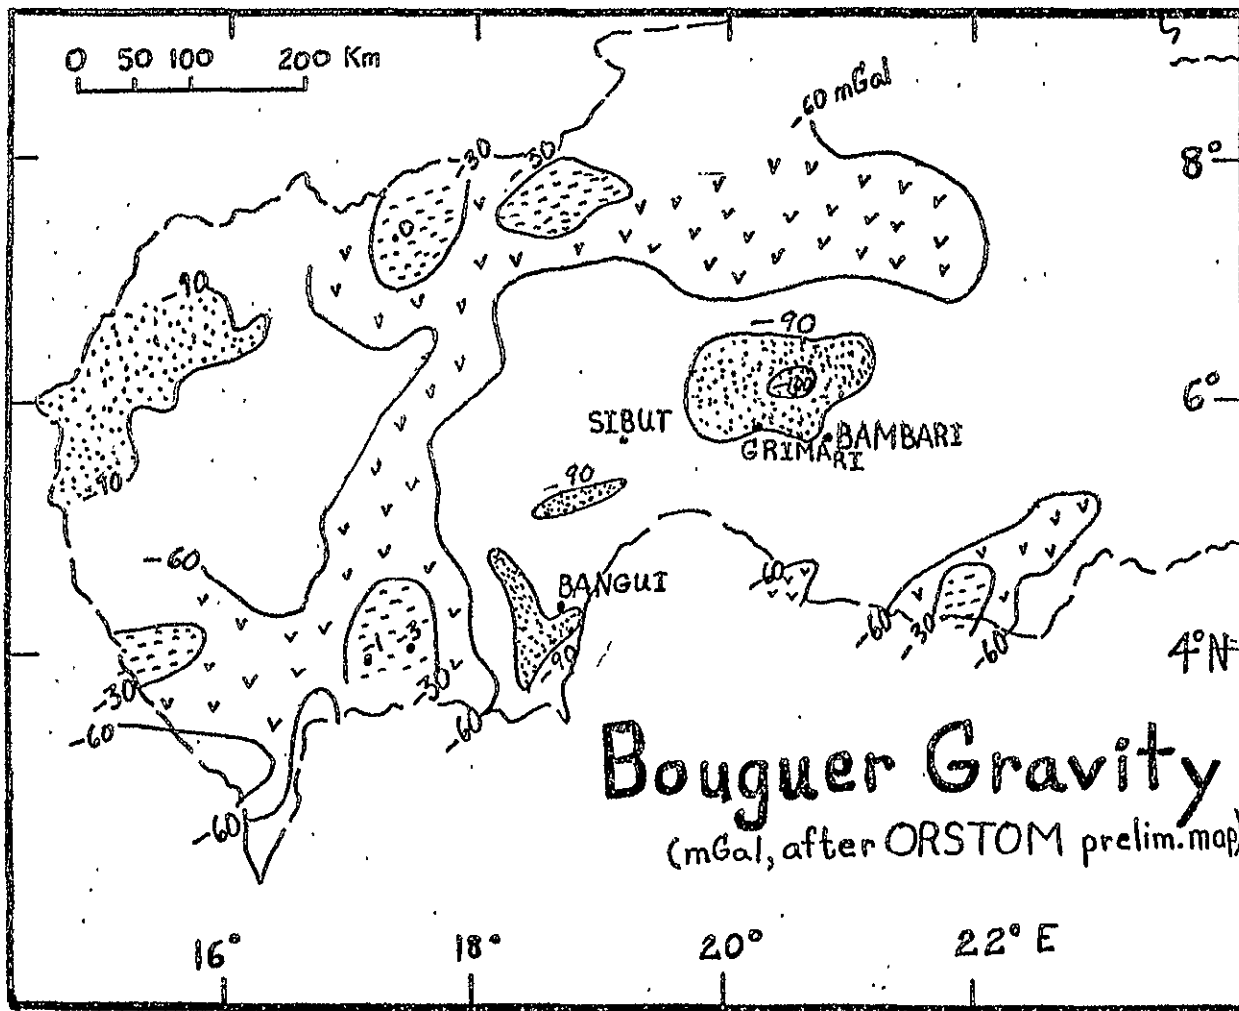 0 50 100 200 Km
-60 mGal
-30
-30
8°
.0
-90
-90
-100
6°
SIBUT
BAMBARI
GRIMARI
-90
-90
-60
BANGUI
-60
-1 -3
-60
-30
-60
4°N
-90
-30
-30
-60
-60
Bouguer Gravity
(mGal, after ORSTOM prelim. map)
-60
16° 18° 20° 22° E